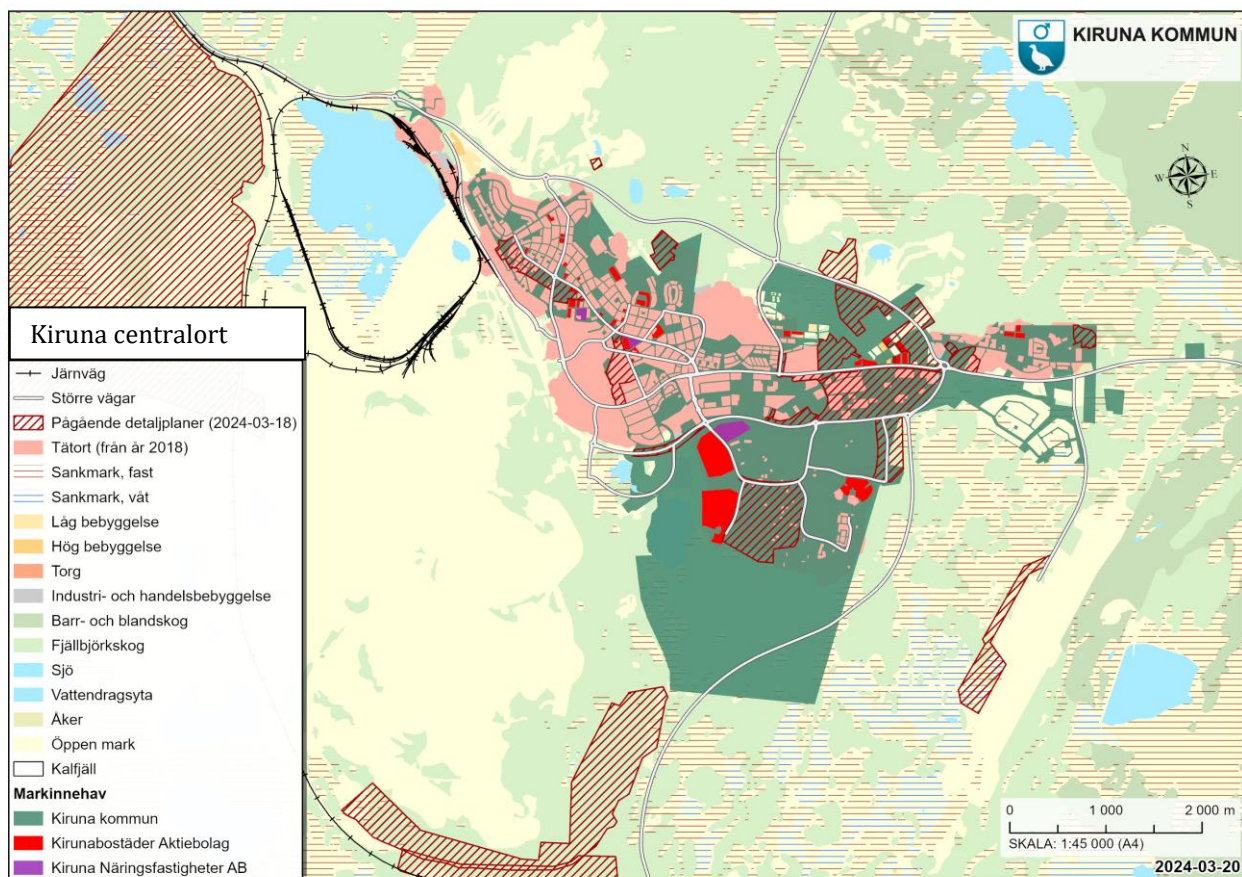 KIRUNA KOMMUN
N
W E
S
Kiruna centralort
Järnväg
Större vägar
Pågående detaljplaner (2024-03-18)
Tätort (från år 2018)
Sankmark, fast
Sankmark, våt
Låg bebyggelse
Hög bebyggelse
Torg
Industri- och handelsbebyggelse
Barr- och blandskog
Fjällbjörkskog
Sjö
Vattendragsyta
Åker
Öppen mark
Kalfjäll
Markinnehav
Kiruna kommun
Kirunabostäder Aktiebolag
Kiruna Näringsfastigheter AB
0 1 000 2 000 m
SKALA: 1:45 000 (A4)
2024-03-20